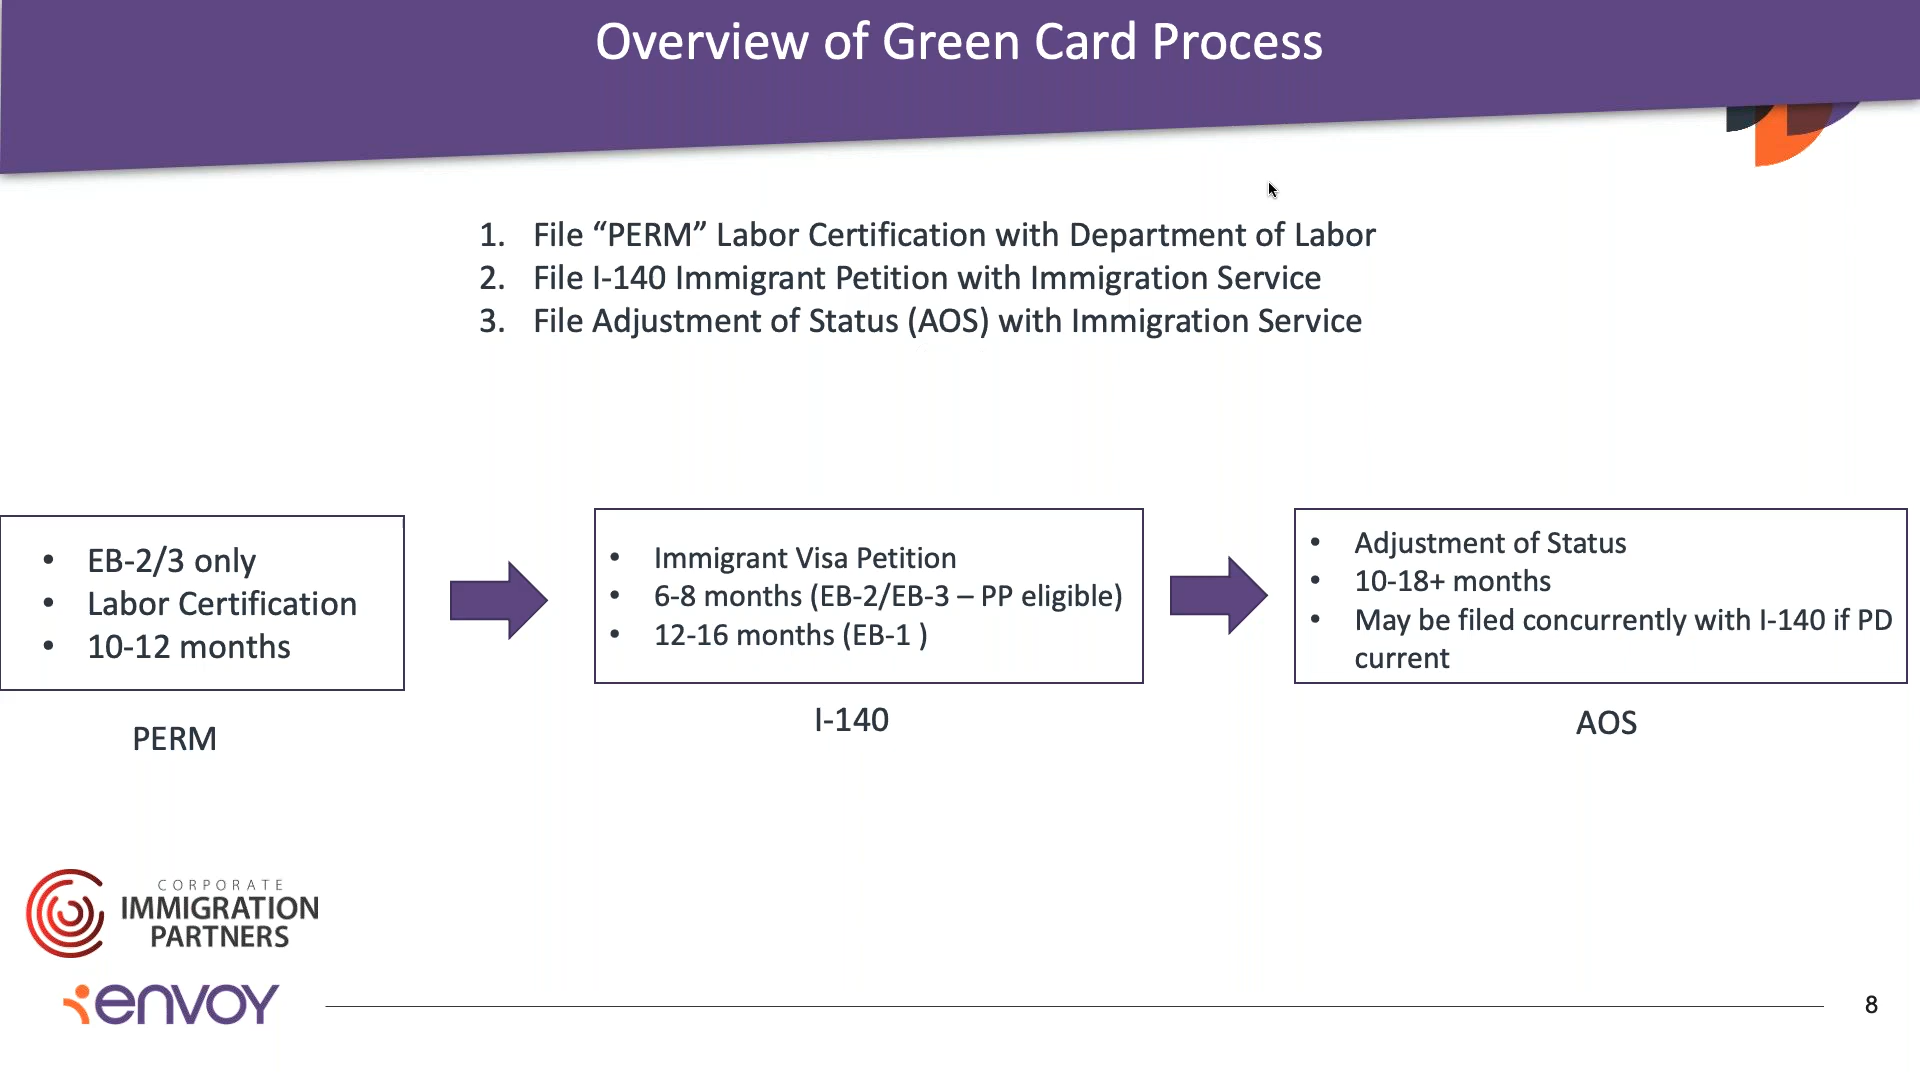 Overview of Green Card Process
1. File “PERM” Labor Certification with Department of Labor
2. File I-140 Immigrant Petition with Immigration Service
3. File Adjustment of Status (AOS) with Immigration Service
• EB-2/3 only
• Labor Certification
• 10-12 months
PERM
• Immigrant Visa Petition
• 6-8 months (EB-2/EB-3 – PP eligible)
• 12-16 months (EB-1 )
I-140
• Adjustment of Status
• 10-18+ months
• May be filed concurrently with I-140 if PD
current
AOS
CORPORATE
IMMIGRATION
PARTNERS
envoy
8